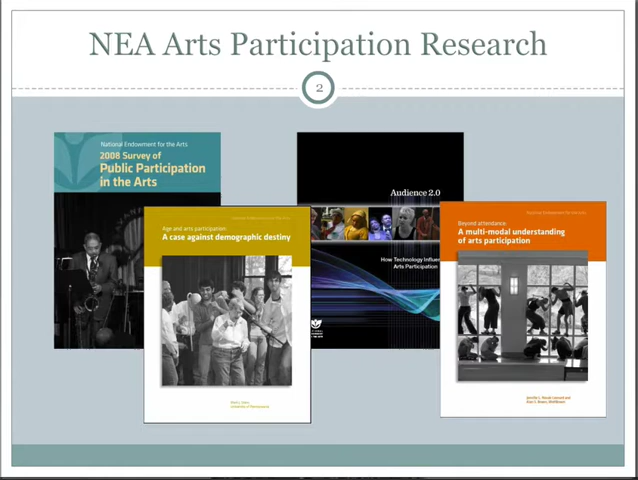 NEA Arts Participation Research
2
National Endowment for the Arts
2008 Survey of
Public Participation
in the Arts
Age and arts participation:
A case against demographic destiny
Audience 2.0
How Technology Influen
Arts Participation
Beyond attendance:
A multi-modal understanding
of arts participation